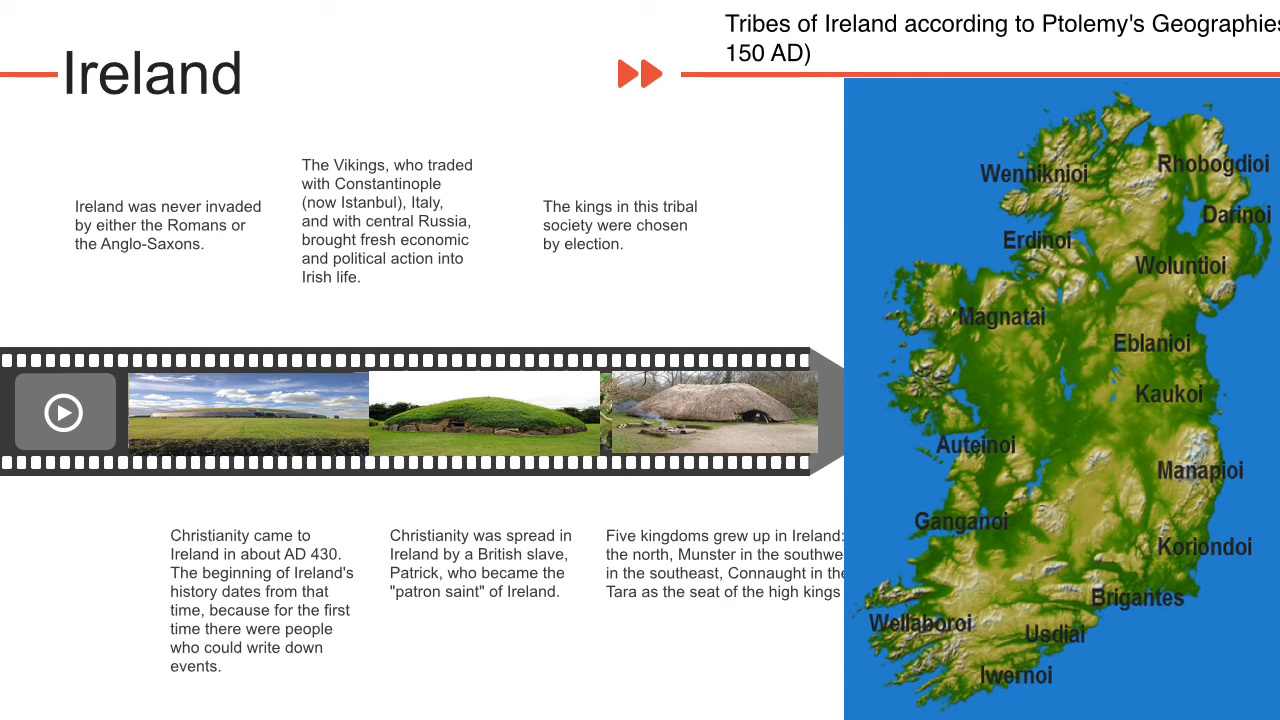 Tribes of Ireland according to Ptolemy's Geographies
150 AD)
Ireland
Ireland was never invaded
by either the Romans or
the Anglo-Saxons.
The Vikings, who traded
with Constantinople
(now Istanbul), Italy,
and with central Russia,
brought fresh economic
and political action into
Irish life.
The kings in this tribal
society were chosen
by election.
Christianity came to
Ireland in about AD 430.
The beginning of Ireland's
history dates from that
time, because for the first
time there were people
who could write down
events.
Christianity was spread in
Ireland by a British slave,
Patrick, who became the
"patron saint" of Ireland.
Five kingdoms grew up in Ireland:
the north, Munster in the southwe
in the southeast, Connaught in the
Tara as the seat of the high kings
Wenniknioi
Rhobogdioi
Darinoi
Erdinoi
Woluntioi
Magnatai
Eblanioi
Kaukoi
Auteinoi
Manapioi
Ganganoi
Koriondoi
Brigantes
Wellaboroi
Usdiai
Iwernoi